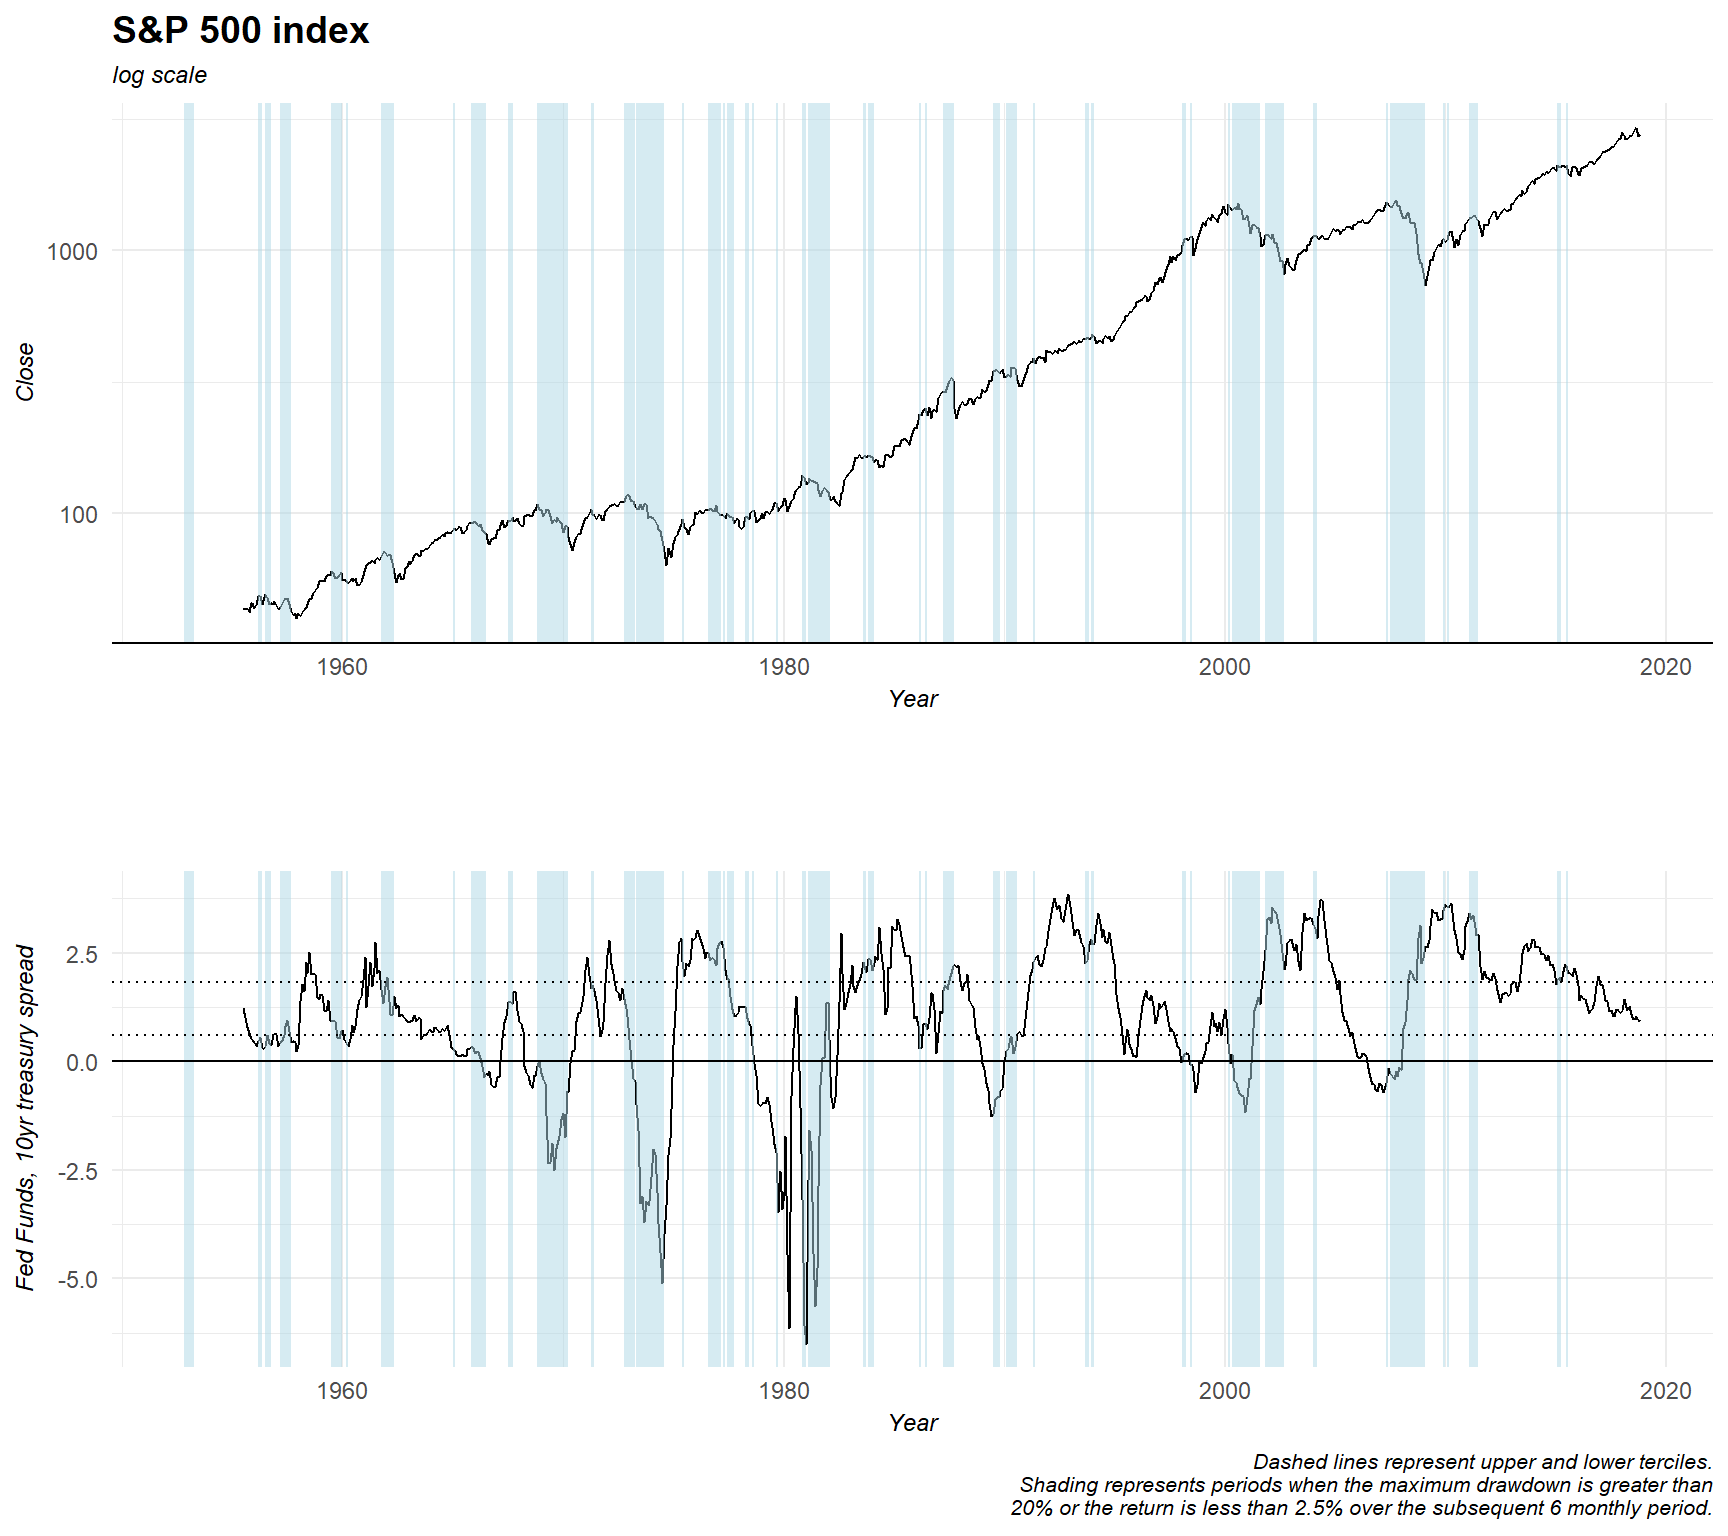 S&P 500 index
log scale
Close
1000
100
1960
1980
2000
2020
Year
Fed Funds, 10yr treasury spread
2.5
0.0
-2.5
-5.0
1960
1980
2000
2020
Year
Dashed lines represent upper and lower terciles.
Shading represents periods when the maximum drawdown is greater than
20% or the return is less than 2.5% over the subsequent 6 monthly period.